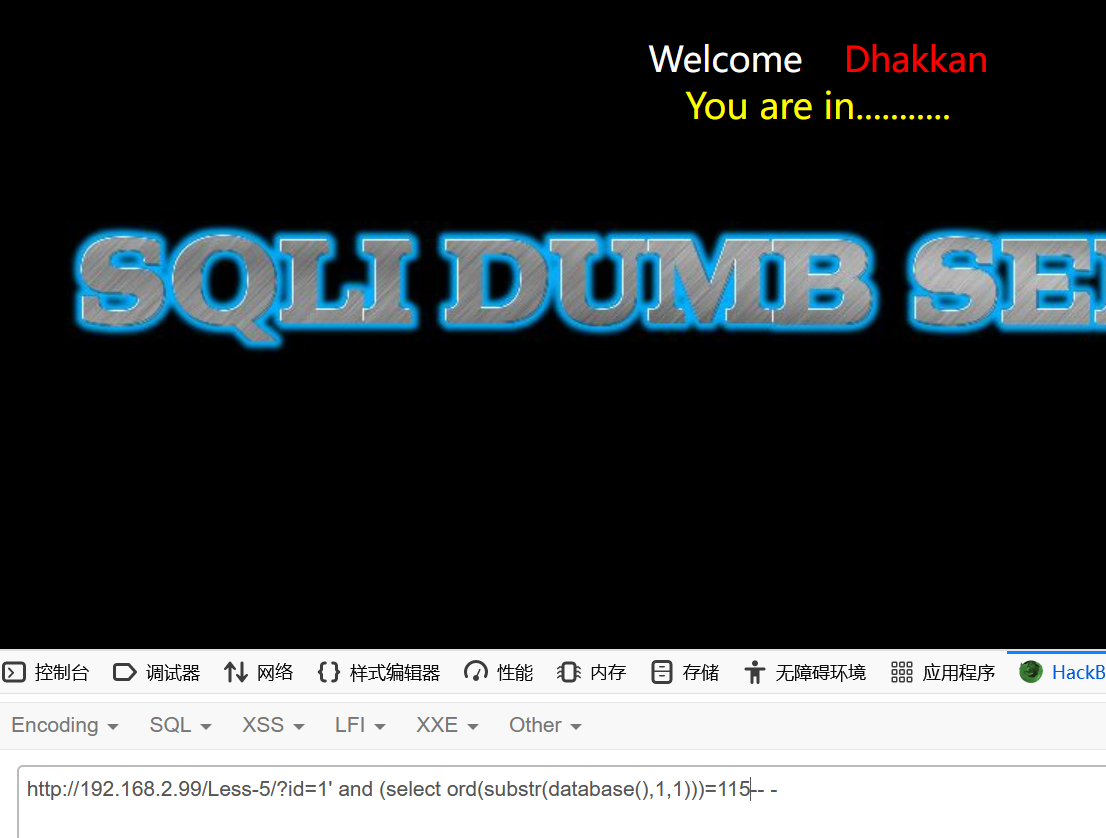 Welcome Dhakkan
You are in...........
SQLI DUMB SE
控制台 调试器 网络 样式编辑器 性能 内存 存储 无障碍环境 应用程序 HackB
Encoding SQL XSS LFI XXE Other
http://192.168.2.99/Less-5/?id=1' and (select ord(substr(database(),1,1)))=115-- -